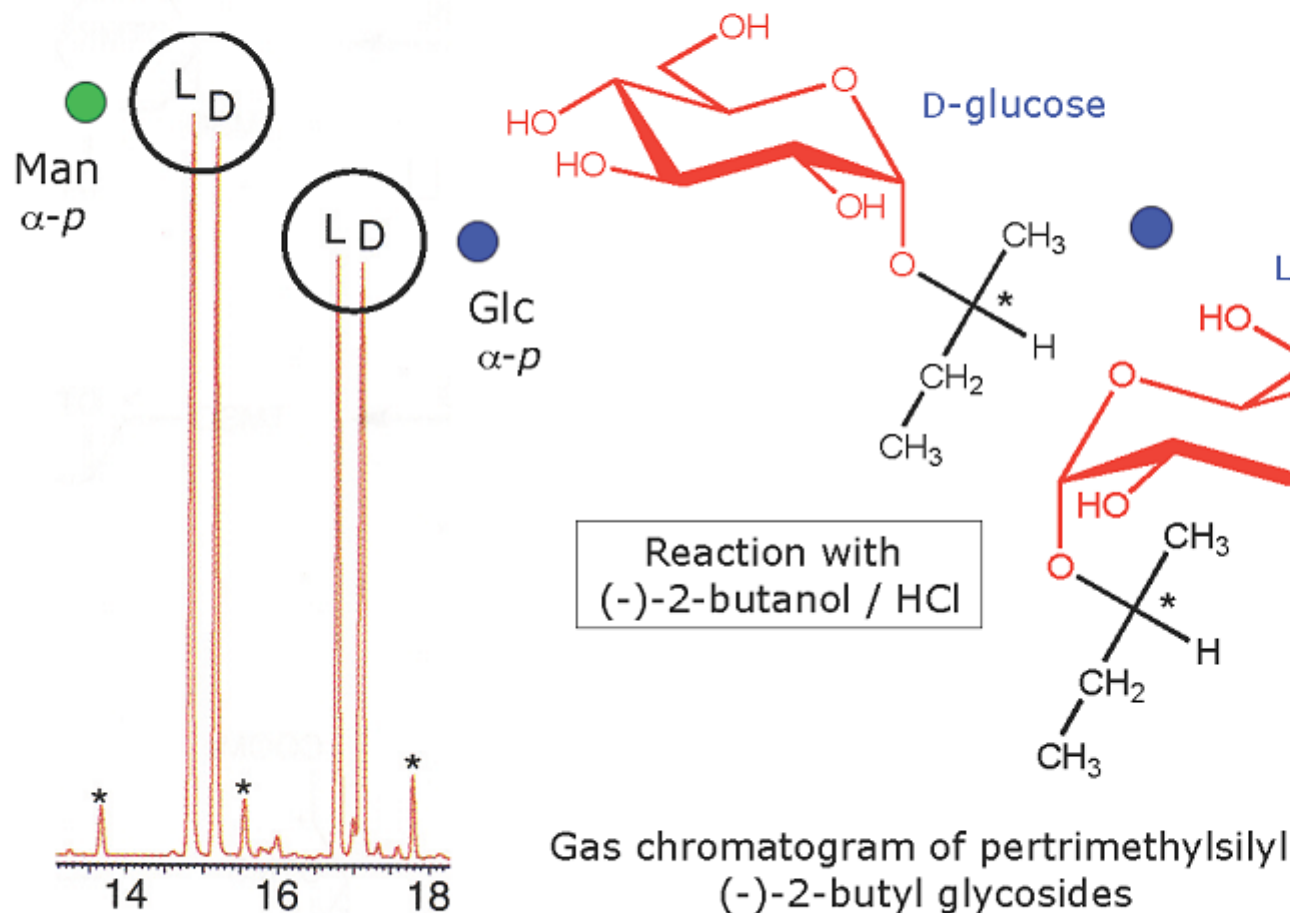 L D
Man
α-p
L D
Glc
α-p
*
*
*
14
16
18
OH
O
HO
HO
OH
O
D-glucose
CH3
*
H
CH2
CH3
L
HO
O
HO
O
CH3
*
H
CH2
CH3
Reaction with
(-)-2-butanol / HCl
Gas chromatogram of pertrimethylsilyl
(-)-2-butyl glycosides